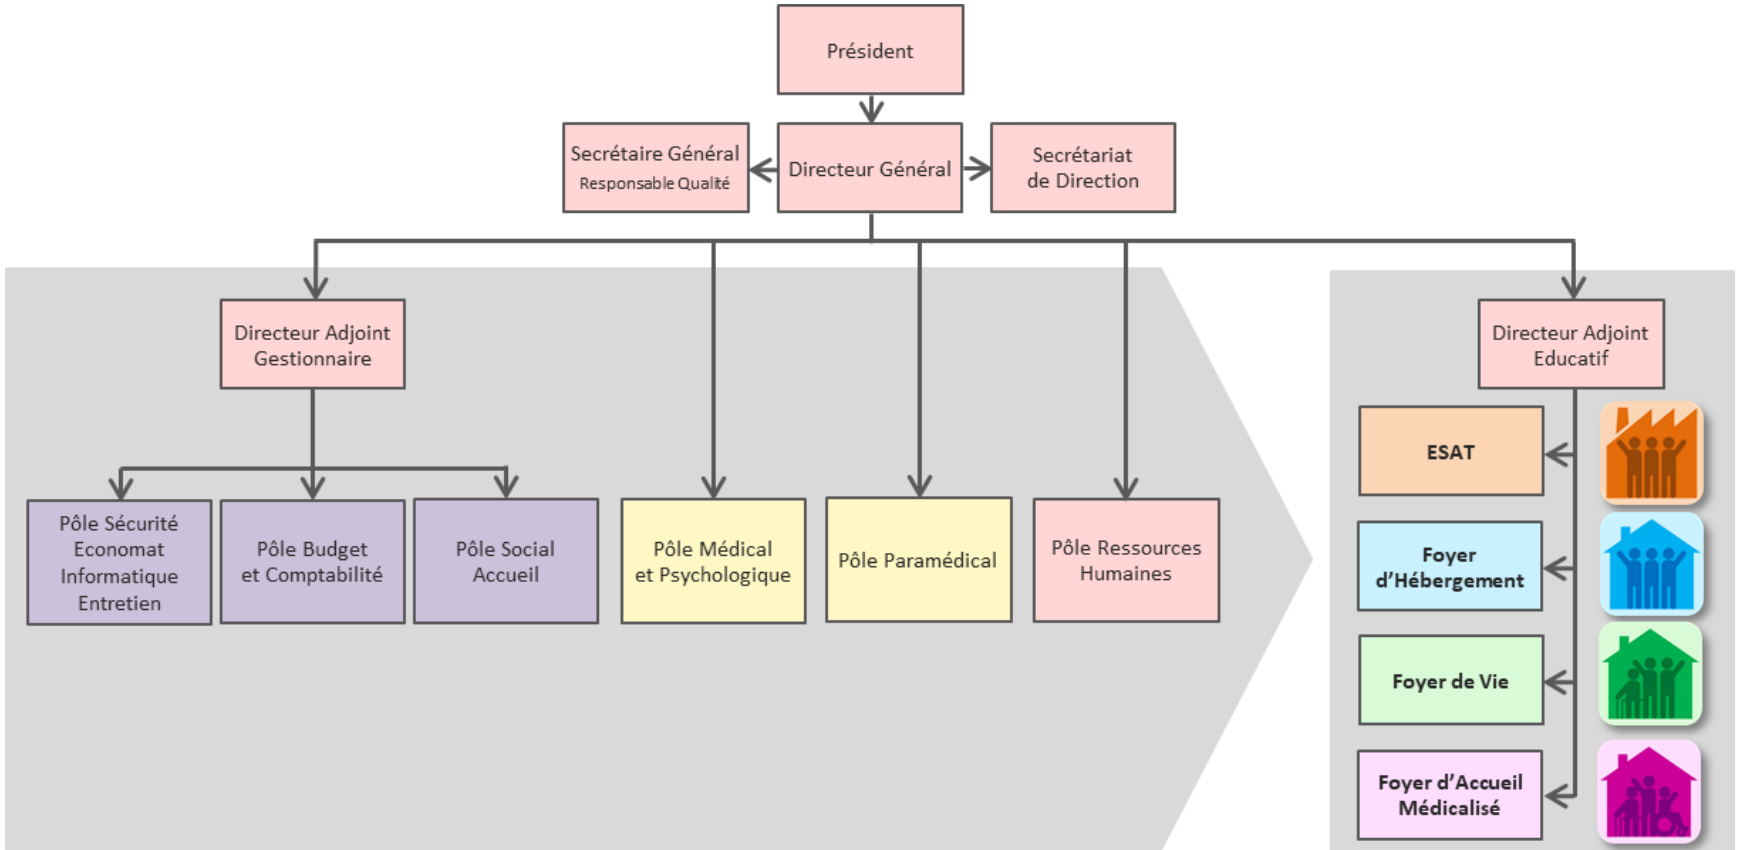 Président
Secrétaire Général
Responsable Qualité
Directeur Général
Secrétariat
de Direction
Directeur Adjoint
Gestionnaire
Directeur Adjoint
Educatif
Pôle Sécurité
Economat
Informatique
Entretien
Pôle Budget
et Comptabilité
Pôle Social
Accueil
Pôle Médical
et Psychologique
Pôle Paramédical
Pôle Ressources
Humaines
ESAT
Foyer
d’Hébergement
Foyer de Vie
Foyer d’Accueil
Médicalisé